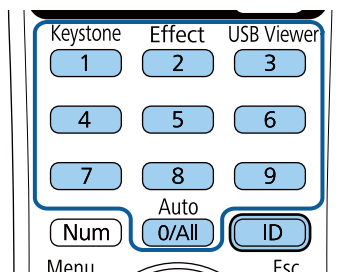 Keystone Effect USB Viewer
1 2 3
4 5 6
7 8 9
Auto
Num 0/All ID
Menu Esc